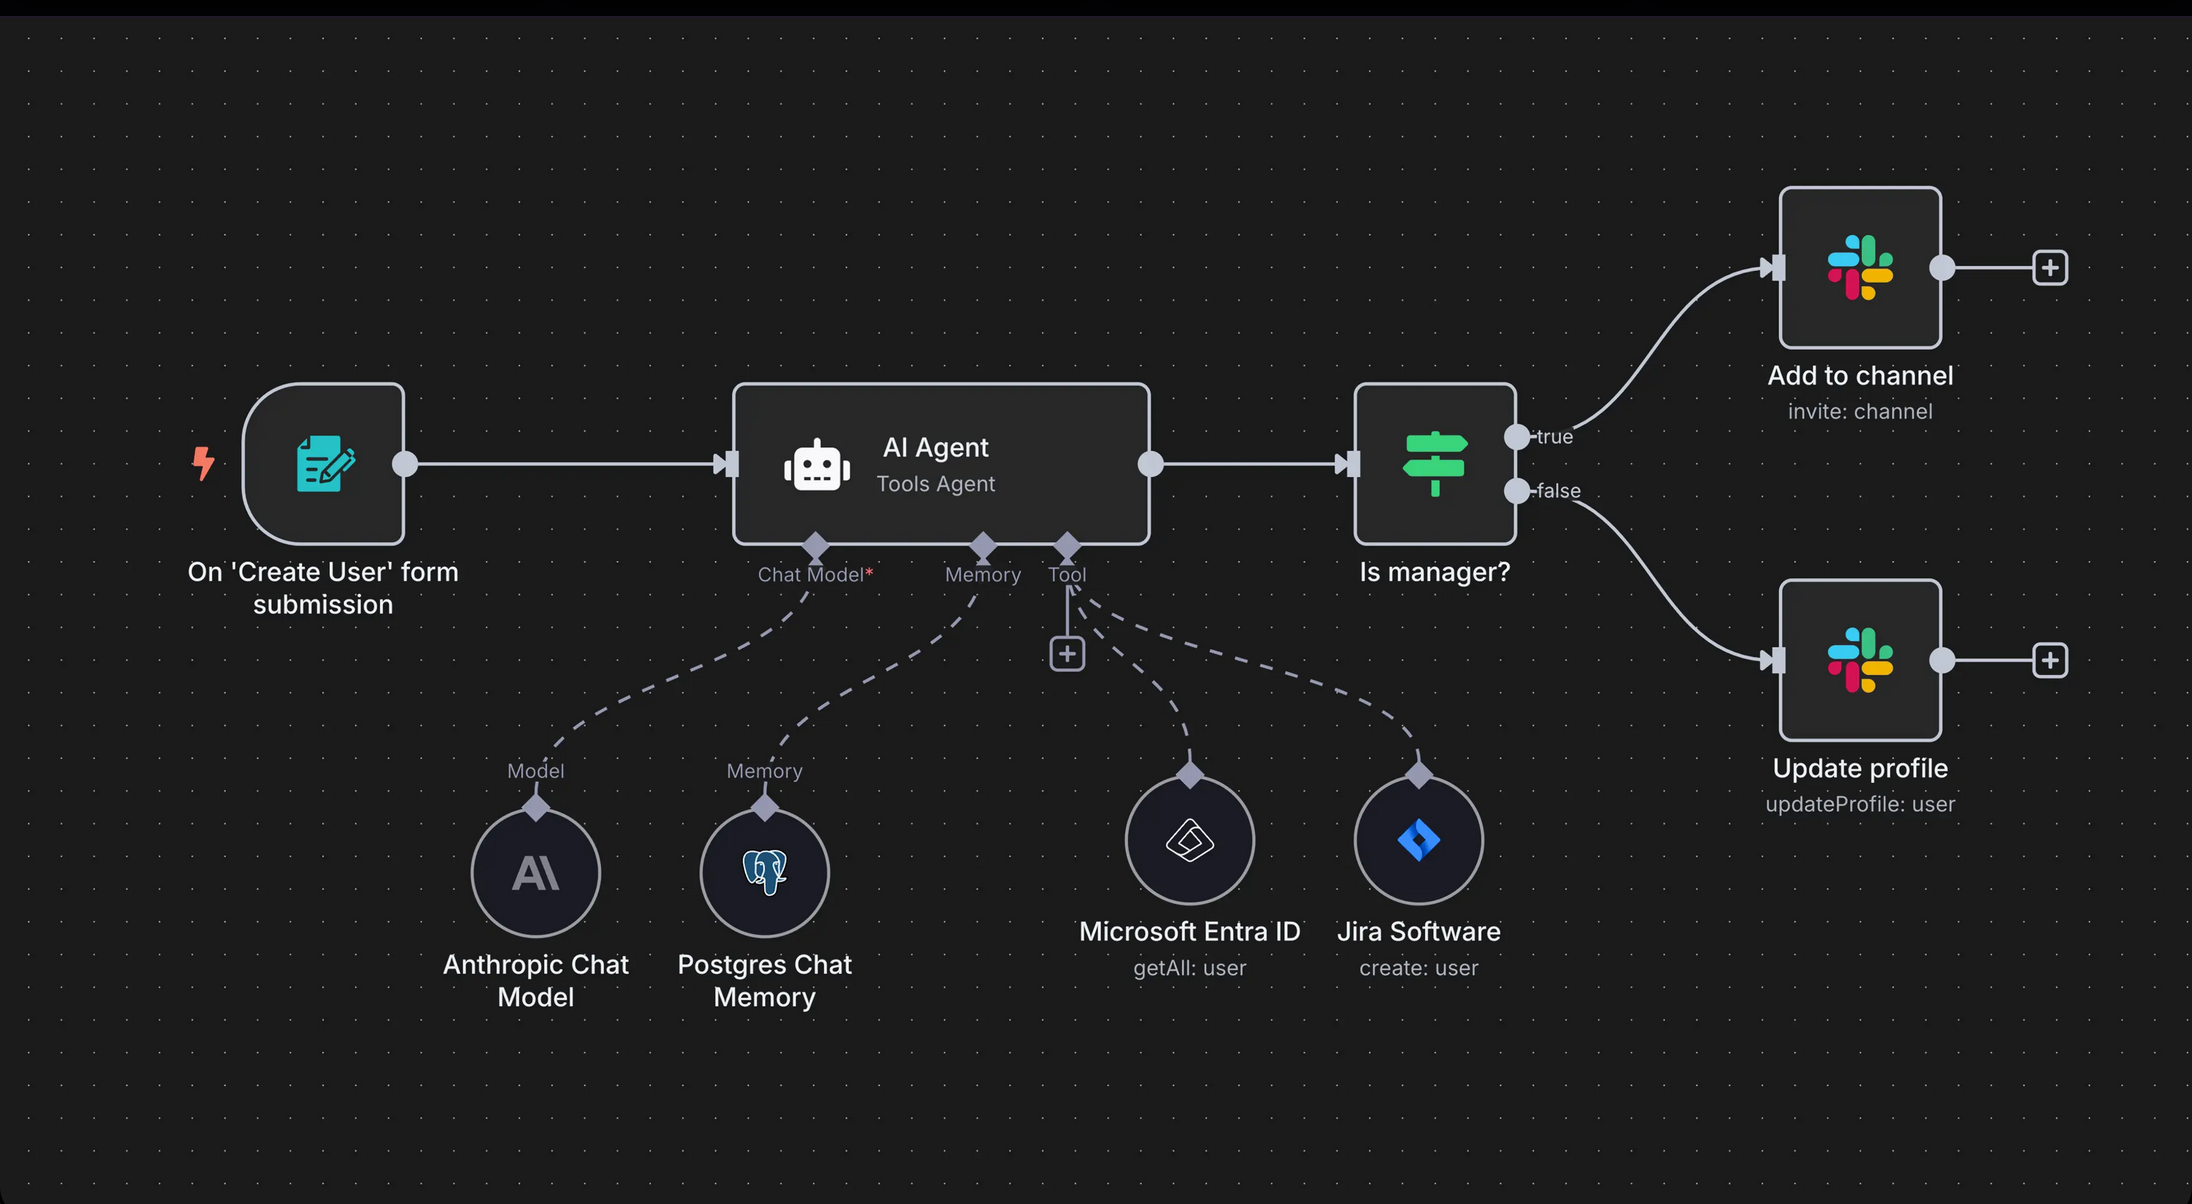 On 'Create User' form
submission
AI Agent
Tools Agent
Chat Model*
Memory
Tool
Is manager?
true
false
Add to channel
invite: channel
Update profile
updateProfile: user
Model
Anthropic Chat
Model
Memory
Postgres Chat
Memory
Microsoft Entra ID
getAll: user
Jira Software
create: user